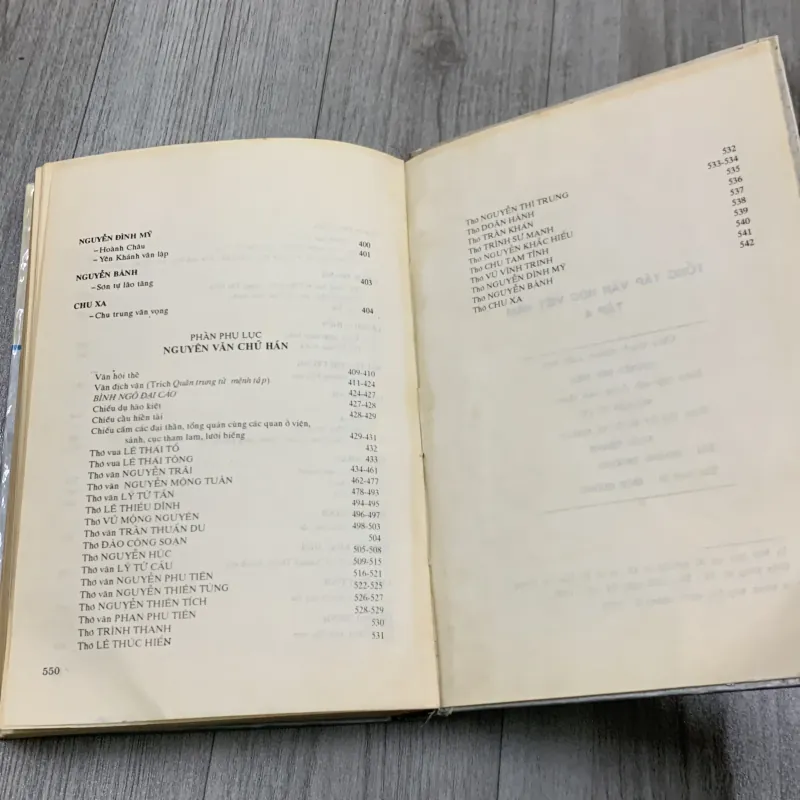 NGUYỄN ĐÌNH MỸ
–Hoành Châu 400
– Yên Khánh văn lập 401
NGUYỄN BÁNH
– Sơn tự lão tăng 403
CHU XA
–Chu trung văn vọng 404
PHẦN PHỤ LỤC
NGUYÊN VĂN CHỮ HÁN
Văn hội thề 409-410
Văn địch vân (Trích Quân trung từ mệnh tập) 411-424
BÌNH NGÔ ĐẠI CÁO 424-427
Chiếu dụ hào kiệt 427-428
Chiếu cầu hiền tài 428-429
Chiếu cấm các đại thần, tổng quản cùng các quan ở viện,
sảnh, cục tham lam, lười biếng 429-431
Thơ vua LÊ THÁI TỔ 432
Thơ vua LÊ THÁI TÔNG 433
Thơ văn NGUYỄN TRÃI 434-461
Thơ văn NGUYỄN MỘNG TUÂN 462-477
Thơ văn LÝ TỬ TẤN 478-493
Thơ LÊ THIẾU DĨNH 494-495
Thơ VŨ MỘNG NGUYÊN 496-497
Thơ văn TRẦN THUẤN DU 498-503
Thơ ĐÀO CÔNG SOẠN 504
Thơ NGUYỄN HÚC 505-508
Thơ văn LÝ TỬ CẤU 509-515
Thơ văn NGUYỄN PHU TIÊN 516-521
Thơ văn NGUYỄN THIÊN TÙNG 522-525
Thơ NGUYỄN THIÊN TÍCH 526-527
Thơ văn PHAN PHU TIÊN 528-529
Thơ TRÌNH THANH 530
Thơ LÊ THÚC HIỂN 531
550
Thơ NGUYỄN THÌ TRUNG 532
Thơ DOÃN HÀNH 533-534
Thơ TRẦN KHẢN 535
Thơ TRÌNH SƯ MẠNH 536
Thơ NGUYỄN KHẮC HIẾU 537
Thơ CHU TAM TỈNH 538
Thơ VŨ VĨNH TRINH 539
Thơ NGUYỄN ĐÌNH MỸ 540
Thơ NGUYỄN BÁNH 541
Thơ CHU XA 542